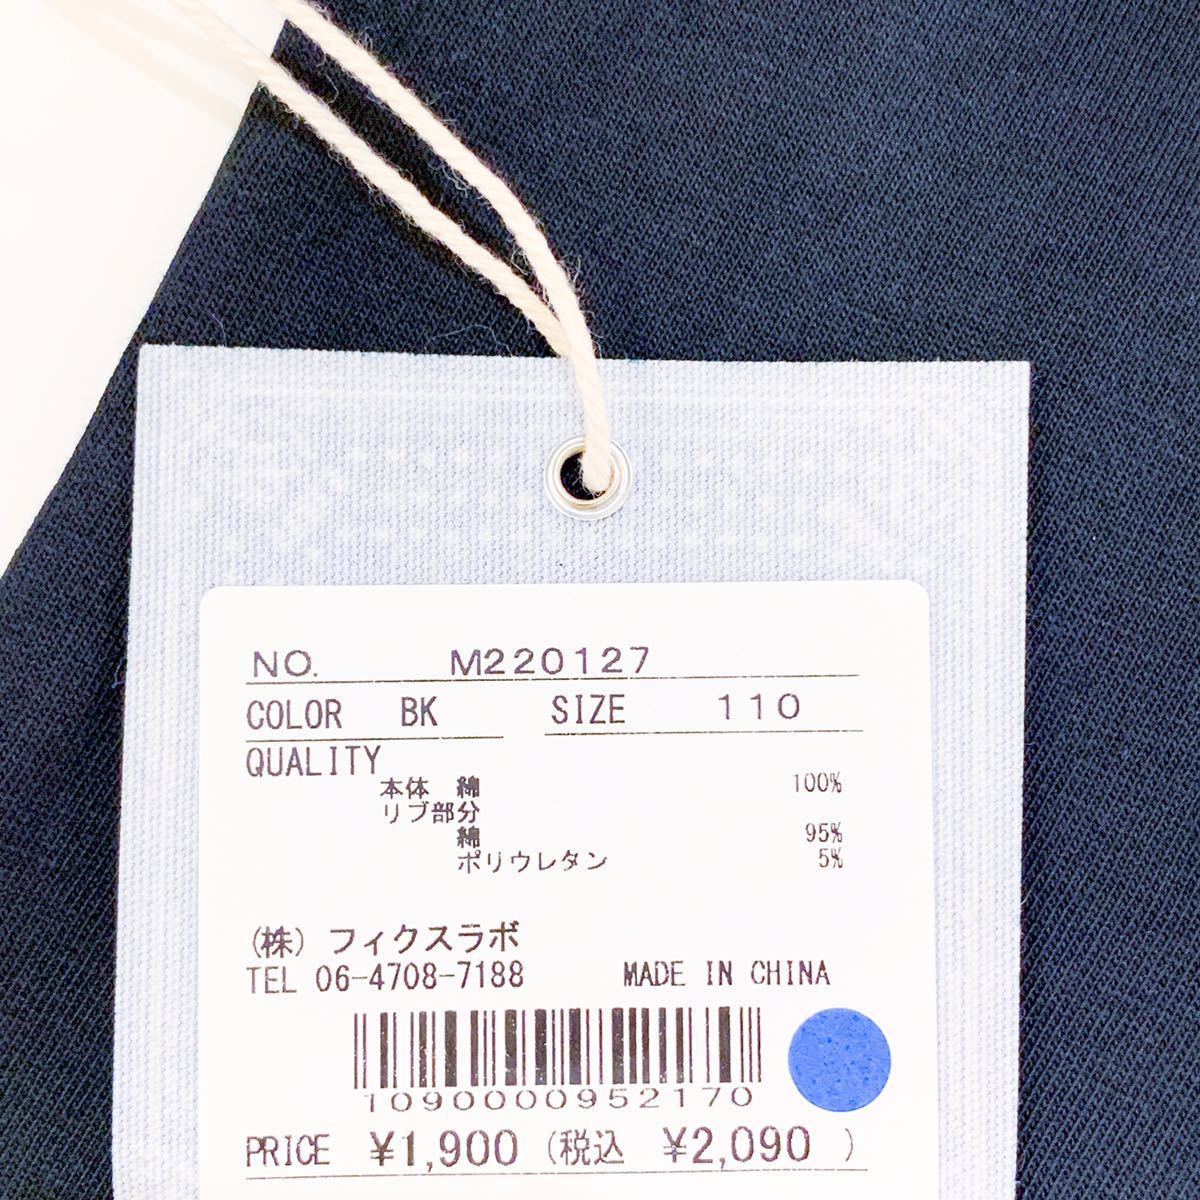 NO. M220127
COLOR BK SIZE 110
QUALITY
本体 綿 100%
リブ部分
綿 95%
ポリウレタン 5%
(株) フィクスラボ
TEL 06-4708-7188 MADE IN CHINA
1090000952170
PRICE ¥1,900 (税込 ¥2,090 )